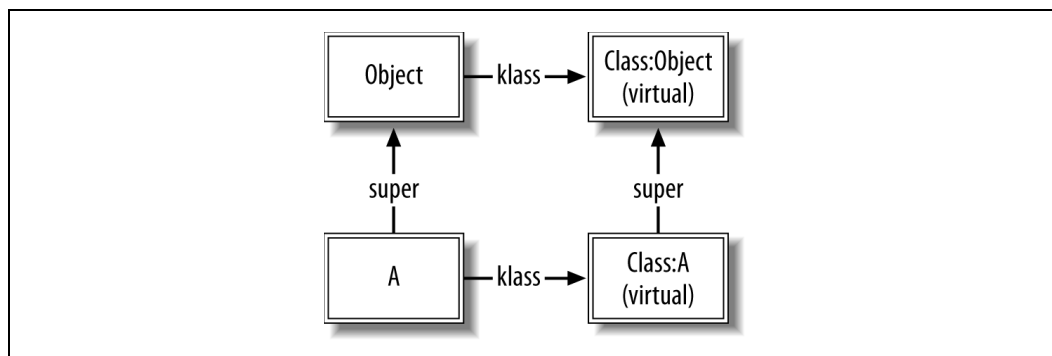 Object
klass
Class:Object
(virtual)
super
super
A
klass
Class:A
(virtual)